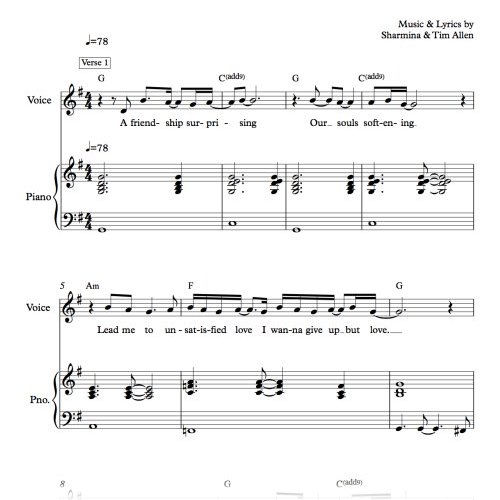 Music & Lyrics by
Sharmina & Tim Allen
♩=78
Verse 1
G C(add9) G C(add9)
Voice
A friend- ship sur- pri - sing Our souls soft-en-ing
♩=78
Piano
5 Am F G
Voice
Lead me to un-sat-is-fied love I wan-na give up but love.
Pno.
8 G C(add9)